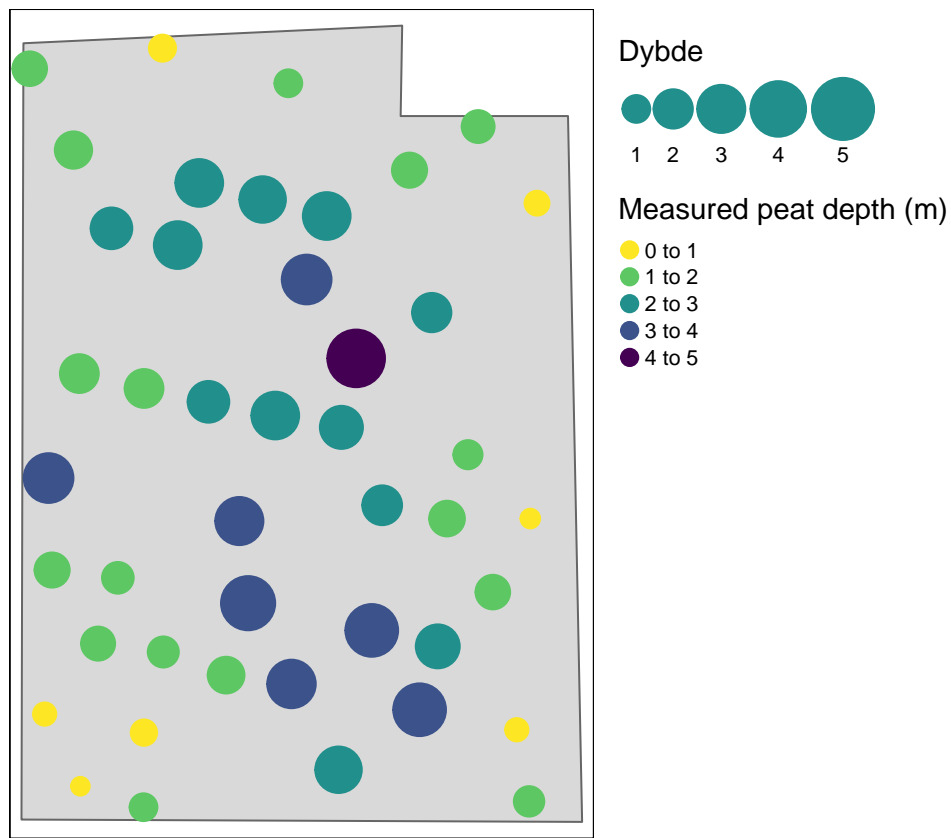 Dybde
1 2 3 4 5
Measured peat depth (m)
0 to 1
1 to 2
2 to 3
3 to 4
4 to 5